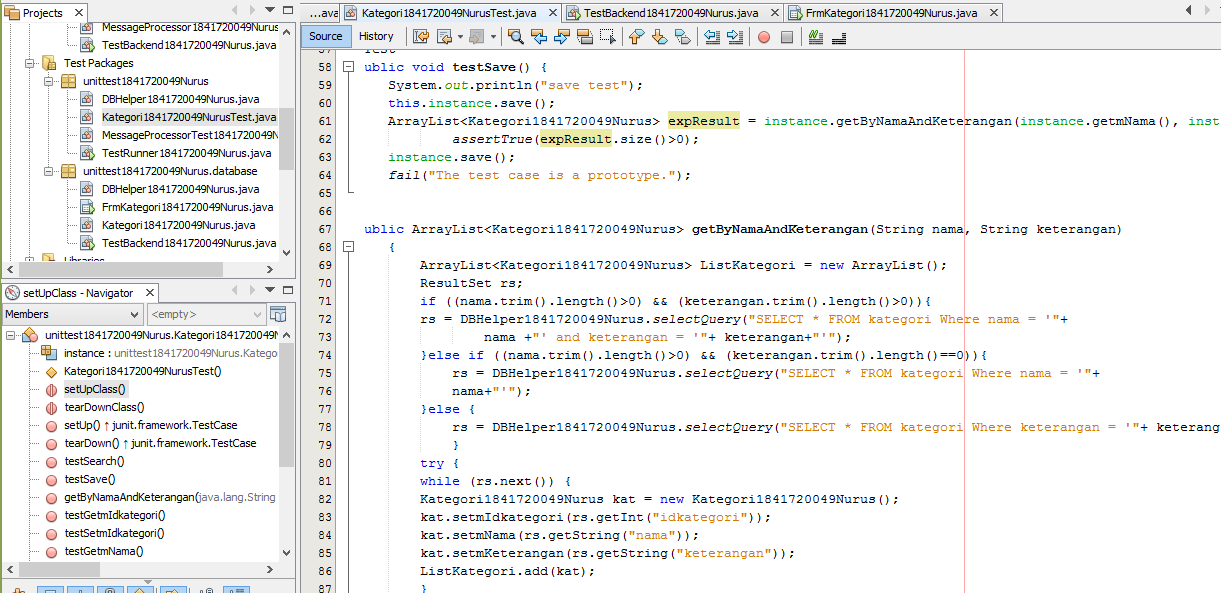 Projects
MessageProcessor1841720049Nurus
TestBackend1841720049Nurus.java
Test Packages
unittest1841720049Nurus
DBHelper1841720049Nurus.java
Kategori1841720049NurusTest.java
MessageProcessorTest1841720049N
TestRunner1841720049Nurus.java
unittest1841720049Nurus.database
DBHelper1841720049Nurus.java
FrmKategori1841720049Nurus.java
Kategori1841720049Nurus.java
TestBackend1841720049Nurus.java
Libraries
setUpClass - Navigator
Members
<empty>
unittest1841720049Nurus.Kategori1841720049N
instance : unittest1841720049Nurus.Katego
Kategori1841720049NurusTest()
setUpClass()
tearDownClass()
setUp() ↑ junit.framework.TestCase
tearDown() ↑ junit.framework.TestCase
testSearch()
testSave()
getByNamaAndKeterangan(java.lang.String
testGetmIdkategori()
testSetmIdkategori()
testGetmNama()
...ava
Kategori1841720049NurusTest.java
TestBackend1841720049Nurus.java
FrmKategori1841720049Nurus.java
Source History
57 Test
58 ublic void testSave() {
59 System.out.println("save test");
60 this.instance.save();
61 ArrayList<Kategori1841720049Nurus> expResult = instance.getByNamaAndKeterangan(instance.getmNama(), inst
62 assertTrue(expResult.size()>0);
63 instance.save();
64 fail("The test case is a prototype.");
65
66
67 ublic ArrayList<Kategori1841720049Nurus> getByNamaAndKeterangan(String nama, String keterangan)
68 {
69 ArrayList<Kategori1841720049Nurus> ListKategori = new ArrayList();
70 ResultSet rs;
71 if ((nama.trim().length()>0) && (keterangan.trim().length()>0)){
72 rs = DBHelper1841720049Nurus.selectQuery("SELECT * FROM kategori Where nama = '"+
73 nama +"' and keterangan = '"+ keterangan+"'");
74 }else if ((nama.trim().length()>0) && (keterangan.trim().length()==0)){
75 rs = DBHelper1841720049Nurus.selectQuery("SELECT * FROM kategori Where nama = '"+
76 nama+"'");
77 }else {
78 rs = DBHelper1841720049Nurus.selectQuery("SELECT * FROM kategori Where keterangan = '"+ keterang
79 }
80 try {
81 while (rs.next()) {
82 Kategori1841720049Nurus kat = new Kategori1841720049Nurus();
83 kat.setmIdkategori(rs.getInt("idkategori"));
84 kat.setmNama(rs.getString("nama"));
85 kat.setmKeterangan(rs.getString("keterangan"));
86 ListKategori.add(kat);
87 }